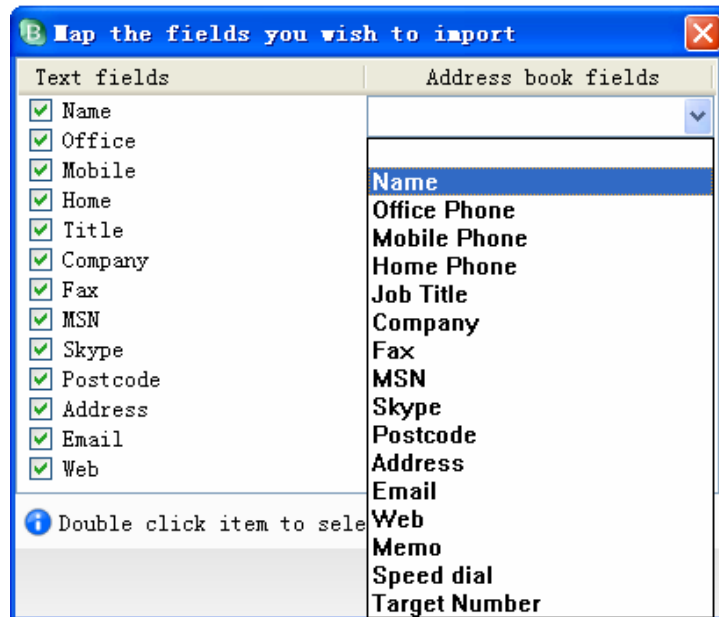 B Map the fields you wish to import
Text fields Address book fields
Name
Office
Mobile
Home
Title
Company
Fax
MSN
Skype
Postcode
Address
Email
Web
Name
Office Phone
Mobile Phone
Home Phone
Job Title
Company
Fax
MSN
Skype
Postcode
Address
Email
Web
Memo
Speed dial
Target Number
Double click item to sele